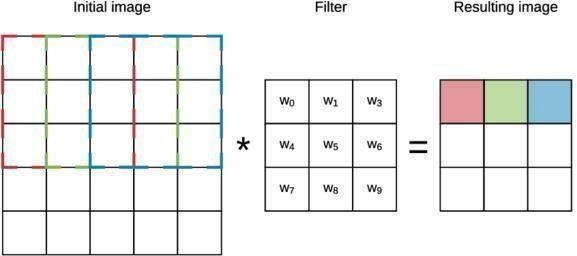 Initial image Filter Resulting image
w0 w1 w3
* w4 w5 w6 =
w7 w8 w9